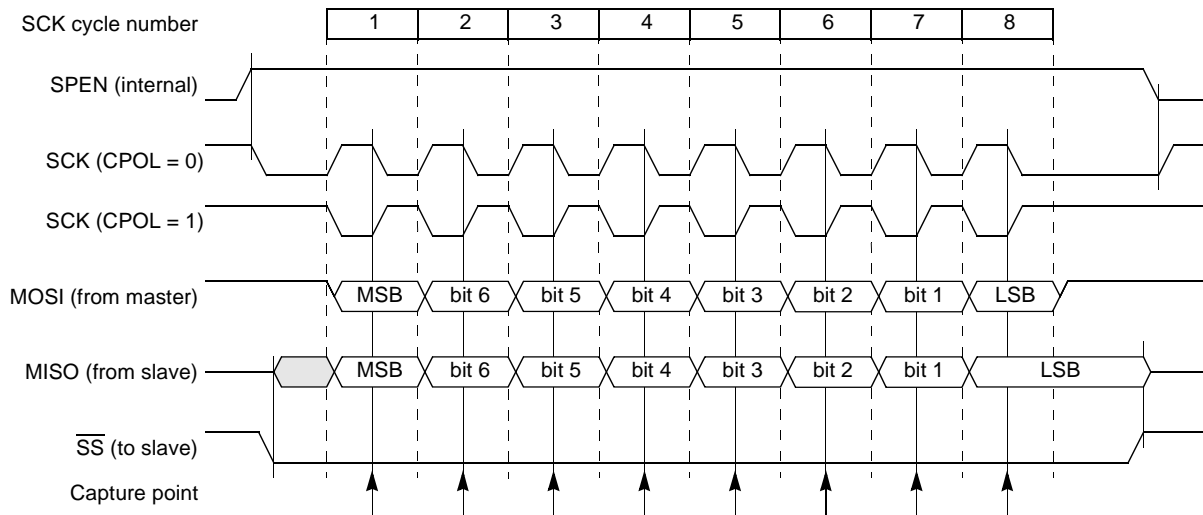 SCK cycle number 1 2 3 4 5 6 7 8
SPEN (internal)
SCK (CPOL = 0)
SCK (CPOL = 1)
MOSI (from master) MSB bit 6 bit 5 bit 4 bit 3 bit 2 bit 1 LSB
MISO (from slave) MSB bit 6 bit 5 bit 4 bit 3 bit 2 bit 1 LSB
S̅S̅ (to slave)
Capture point